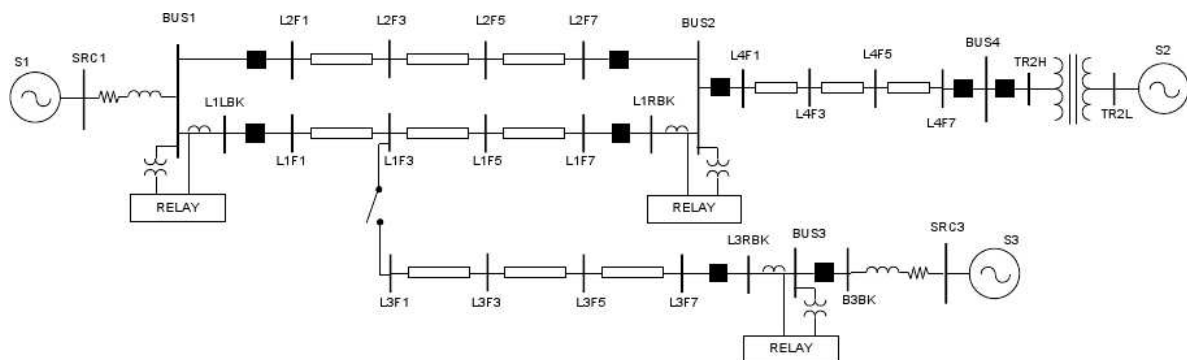 L2F1 L2F3 L2F5 L2F7
BUS1 BUS2
S1 SRC1 L4F1 L4F5 BUS4 TR2H S2
L1LBK L1RBK L4F3 L4F7 TR2L
L1F1 L1F3 L1F5 L1F7
RELAY RELAY
L3RBK BUS3 SRC3 S3
L3F1 L3F3 L3F5 L3F7 B3BK
RELAY